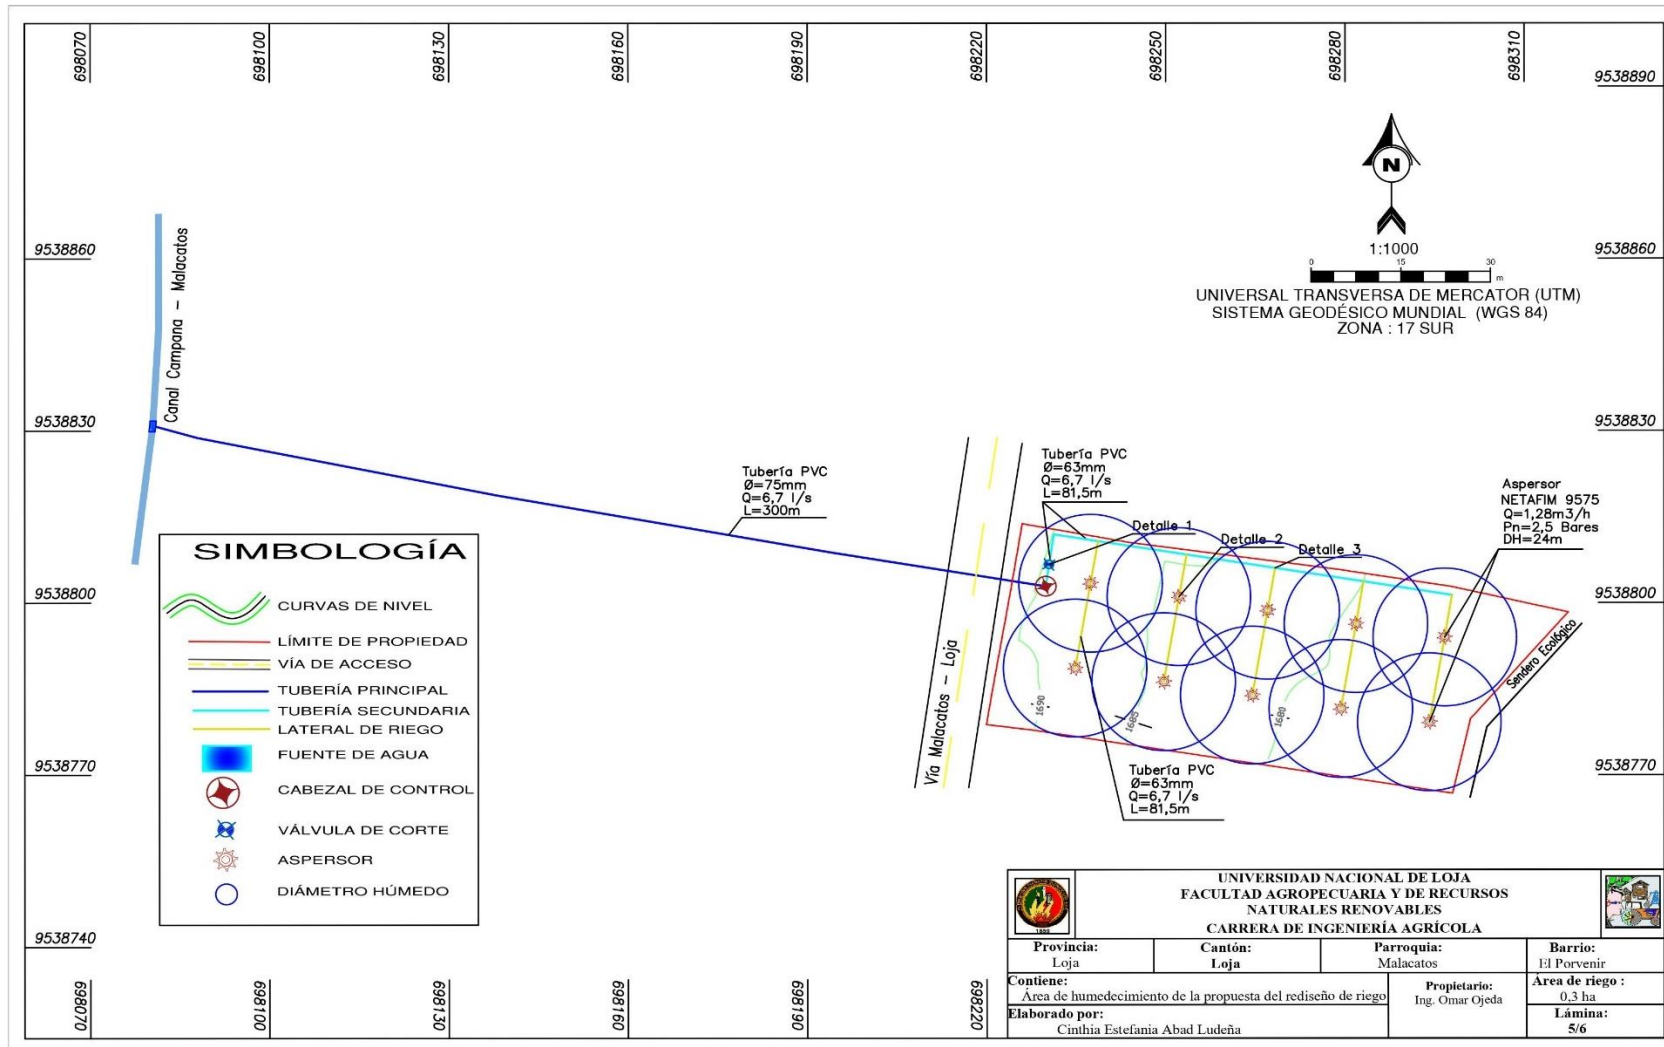 698070
698100
698130
698160
698190
698220
698250
698280
698310
9538890
9538860
9538860
9538830
9538830
9538800
9538800
9538770
9538770
9538740
Canal Campana - Malacatos
N
1:1000
0 15 30
m
UNIVERSAL TRANSVERSA DE MERCATOR (UTM)
SISTEMA GEODÉSICO MUNDIAL (WGS 84)
ZONA : 17 SUR
Tubería PVC
Ø=75mm
Q=6,7 l/s
L=300m
Tubería PVC
Ø=63mm
Q=6,7 l/s
L=81,5m
Detalle 1
Detalle 2
Detalle 3
Aspersor
NETAFIM 9575
Q=1,28m3/h
Pn=2,5 Bares
DH=24m
Vía Malacatos - Loja
Sendero Ecológico
1690
1685
1680
Tubería PVC
Ø=63mm
Q=6,7 l/s
L=81,5m
SIMBOLOGÍA
CURVAS DE NIVEL
LÍMITE DE PROPIEDAD
VÍA DE ACCESO
TUBERÍA PRINCIPAL
TUBERÍA SECUNDARIA
LATERAL DE RIEGO
FUENTE DE AGUA
CABEZAL DE CONTROL
VÁLVULA DE CORTE
ASPERSOR
DIÁMETRO HÚMEDO
698070
698100
698130
698160
698190
698220
UNIVERSIDAD NACIONAL DE LOJA
FACULTAD AGROPECUARIA Y DE RECURSOS
NATURALES RENOVABLES
CARRERA DE INGENIERÍA AGRÍCOLA
Provincia:
Loja
Cantón:
Loja
Parroquia:
Malacatos
Barrio:
El Porvenir
Contiene:
Área de humedecimiento de la propuesta del rediseño de riego
Propietario:
Ing. Omar Ojeda
Área de riego :
0,3 ha
Elaborado por:
Cinthia Estefania Abad Ludeña
Lámina:
5/6